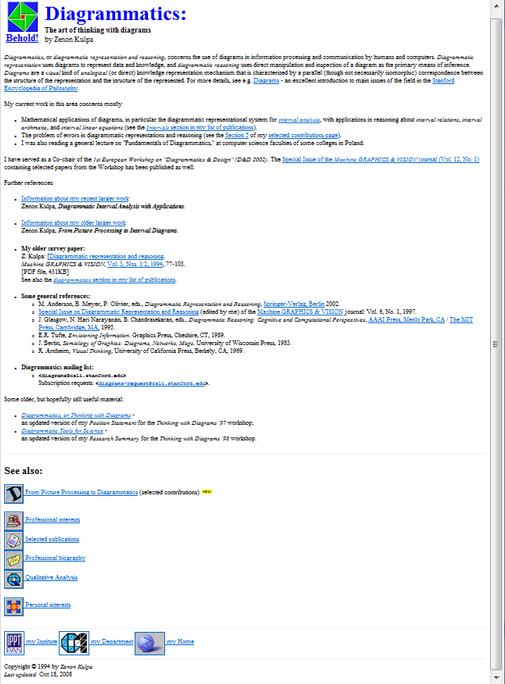 Diagrammatics:
The art of thinking with diagrams
Behold!
by Zenon Kulpa
Diagrammatics, or diagrammatic representation and reasoning, concerns the use of diagrams in information processing and communication by humans and computers. Diagrammatic
representation uses diagrams to represent data and knowledge, and diagrammatic reasoning uses direct manipulation and inspection of a diagram as the primary means of inference.
Diagrams are a visual kind of analogical (or direct) knowledge representation mechanism that is characterized by a parallel (though not necessarily isomorphic) correspondence between
the structure of the representation and the structure of the represented. For more details, see e.g. Diagrams - an excellent introduction to main issues of the field in the Stanford
Encyclopedia of Philosophy.
My current work in this area concerns mostly
Mathematical applications of diagrams, in particular the diagrammatic representational system for interval analysis, with applications in reasoning about interval relations, interval
arithmetic, and interval linear equations (see the Intervals section in my list of publications).
The problem of errors in diagrammatic representation and reasoning (see the Section 5 of my selected contributions page).
I was also reading a general lecture on "Fundamentals of Diagrammatics," at computer science faculties of some colleges in Poland.
I have served as a Co-chair of the 1st European Workshop on "Diagrammatics & Design" (D&D 2002). The Special Issue of the Machine GRAPHICS & VISION journal (Vol. 12, No. 1)
containing selected papers from the Workshop has been published as well.
Further references:
Information about my recent larger work:
Zenon Kulpa, Diagrammatic Interval Analysis with Applications.
Information about my older larger work:
Zenon Kulpa, From Picture Processing to Interval Diagrams.
My older survey paper:
Z. Kulpa: [Diagrammatic representation and reasoning.
Machine GRAPHICS & VISION, Vol. 3, Nos. 1/2, 1994, 77-103.
[PDF file, 431KB]
See also the diagrammatics section in my list of publications.
Some general references:
M. Anderson, B. Meyer, P. Olivier, eds., Diagrammatic Representation and Reasoning, Springer-Verlag, Berlin 2002.
Special Issue on Diagrammatic Representation and Reasoning (edited by me) of the Machine GRAPHICS & VISION journal: Vol. 6, No. 1, 1997.
J. Glasgow, N. Hari Narayanan, B. Chandrasekaran, eds., Diagrammatic Reasoning: Cognitive and Computational Perspectives, AAAI Press, Menlo Park, CA / The MIT
Press, Cambridge, MA, 1995.
E.R. Tufte, Envisioning Information. Graphics Press, Cheshire, CT, 1989.
J. Bertin, Semiology of Graphics: Diagrams, Networks, Maps. University of Wisconsin Press, 1983.
R. Arnheim, Visual Thinking, University of California Press, Berkeley, CA, 1969.
Diagrammatics mailing list:
<diagrams@csli.stanford.edu>
Subscription requests: <diagrams-request@csli.stanford.edu>.
Some older, but hopefully still useful material:
Diagrammatics, or Thinking with Diagrams -
an updated version of my Position Statement for the Thinking with Diagrams '97 workshop;
Diagrammatic Tools for Science -
an updated version of my Research Summary for the Thinking with Diagrams '98 workshop.
See also:
From Picture Processing to Diagrammatics (selected contributions) NEW
Professional interests
Selected publications
Professional biography
Qualitative Analysis
Personal interests
IPPT PAN my Institute my Department my Home
Copyright © 1994 by Zenon Kulpa
Last updated Oct 18, 2008